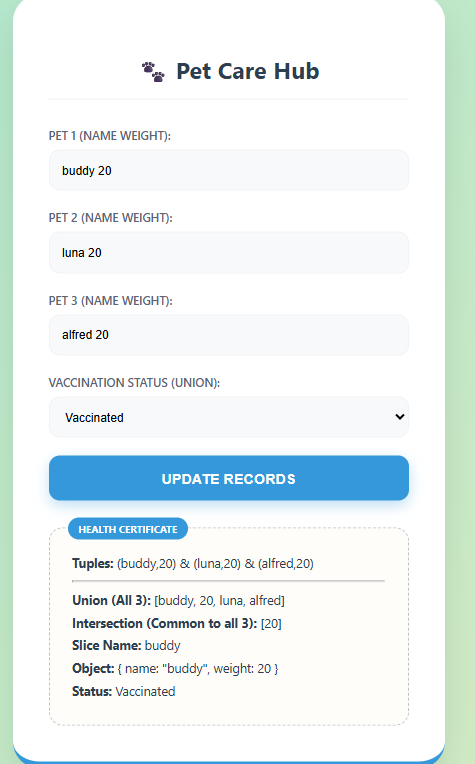 🐾 Pet Care Hub
PET 1 (NAME WEIGHT):
buddy 20
PET 2 (NAME WEIGHT):
luna 20
PET 3 (NAME WEIGHT):
alfred 20
VACCINATION STATUS (UNION):
Vaccinated
UPDATE RECORDS
HEALTH CERTIFICATE
Tuples: (buddy,20) & (luna,20) & (alfred,20)
Union (All 3): [buddy, 20, luna, alfred]
Intersection (Common to all 3): [20]
Slice Name: buddy
Object: { name: "buddy", weight: 20 }
Status: Vaccinated